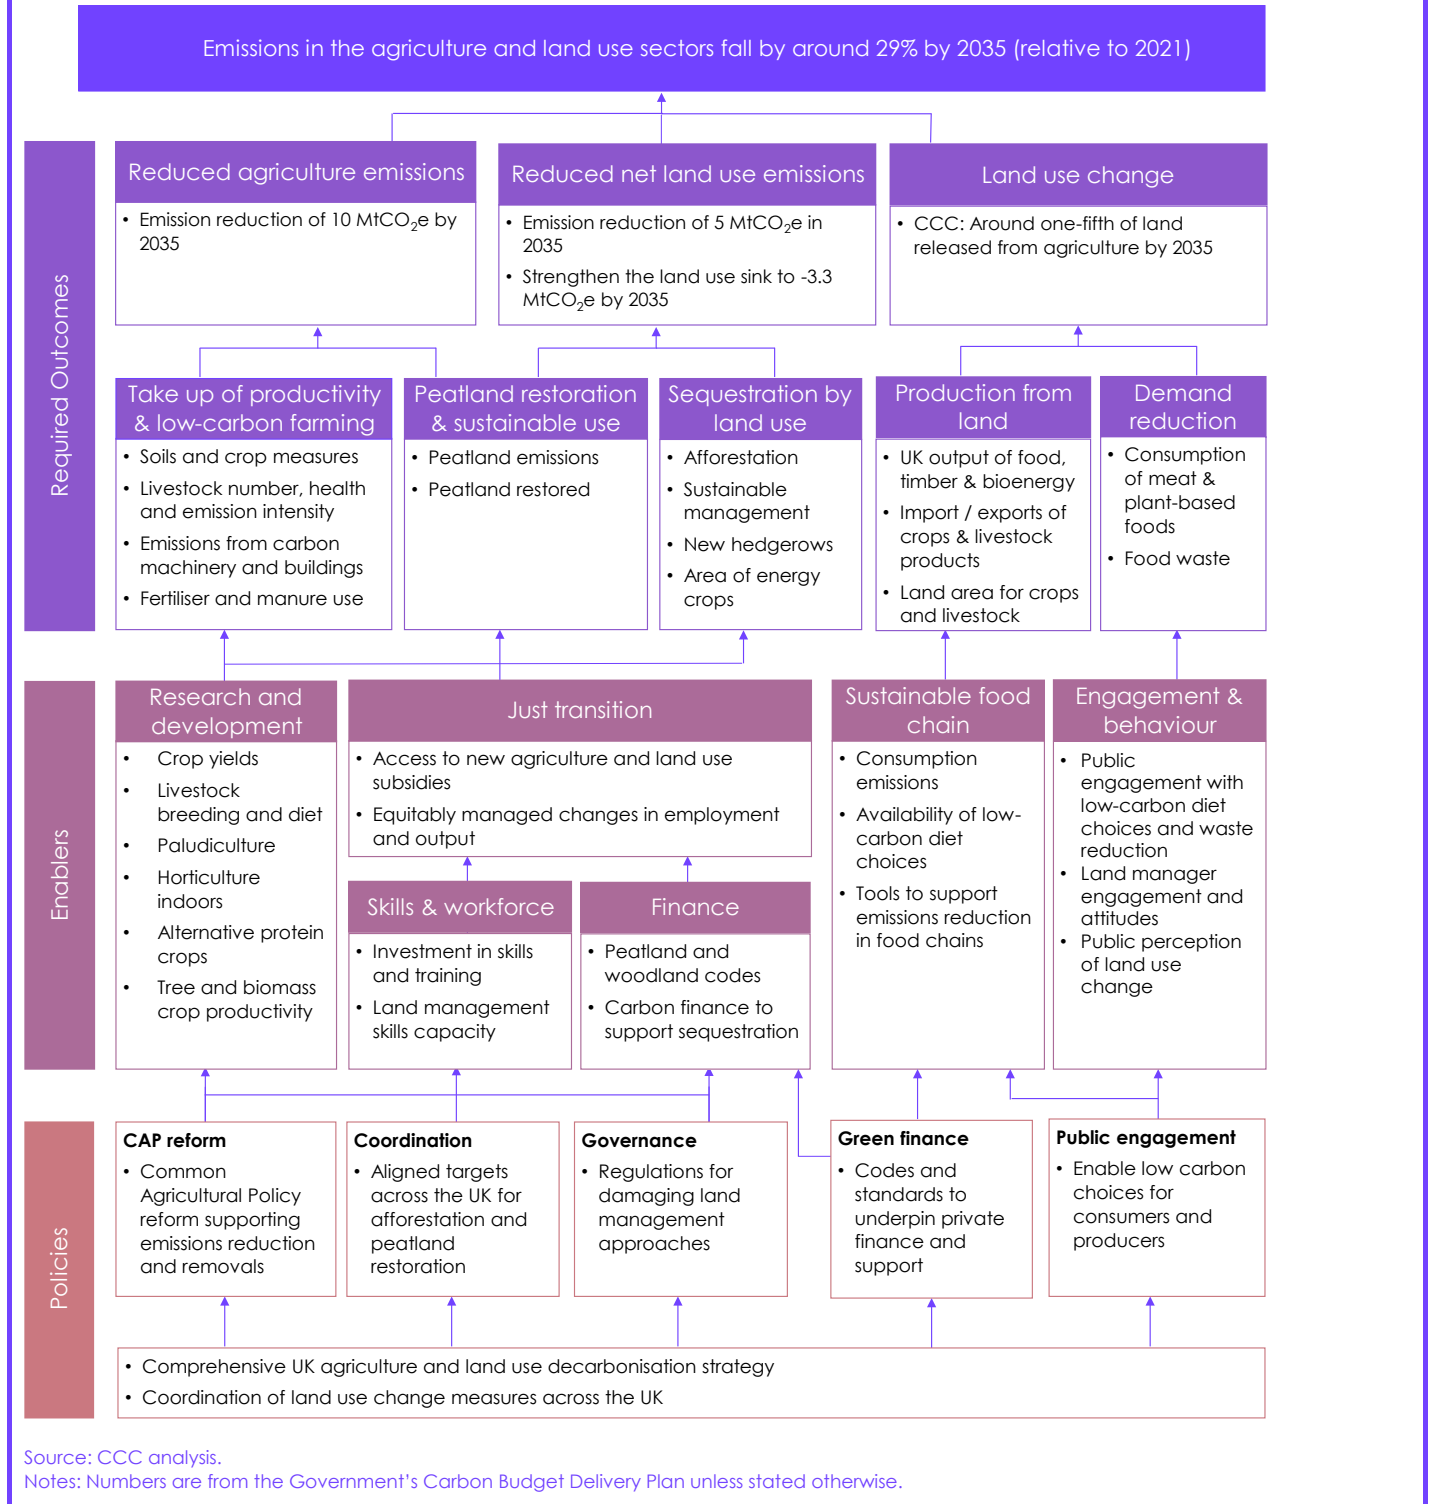 Emissions in the agriculture and land use sectors fall by around 29% by 2035 (relative to 2021)
Required Outcomes
Reduced agriculture emissions
• Emission reduction of 10 MtCO₂e by
2035
Reduced net land use emissions
• Emission reduction of 5 MtCO₂e in
2035
• Strengthen the land use sink to -3.3
MtCO₂e by 2035
Land use change
• CCC: Around one-fifth of land
released from agriculture by 2035
Take up of productivity
& low-carbon farming
• Soils and crop measures
• Livestock number, health
and emission intensity
• Emissions from carbon
machinery and buildings
• Fertiliser and manure use
Peatland restoration
& sustainable use
• Peatland emissions
• Peatland restored
Sequestration by
land use
• Afforestation
• Sustainable
management
• New hedgerows
• Area of energy
crops
Production from
land
• UK output of food,
timber & bioenergy
• Import / exports of
crops & livestock
products
• Land area for crops
and livestock
Demand
reduction
• Consumption
of meat &
plant-based
foods
• Food waste
Enablers
Research and
development
• Crop yields
• Livestock
breeding and diet
• Paludiculture
• Horticulture
indoors
• Alternative protein
crops
• Tree and biomass
crop productivity
Just transition
• Access to new agriculture and land use
subsidies
• Equitably managed changes in employment
and output
Skills & workforce
• Investment in skills
and training
• Land management
skills capacity
Finance
• Peatland and
woodland codes
• Carbon finance to
support sequestration
Sustainable food
chain
• Consumption
emissions
• Availability of low-
carbon diet
choices
• Tools to support
emissions reduction
in food chains
Engagement &
behaviour
• Public
engagement with
low-carbon diet
choices and waste
reduction
• Land manager
engagement and
attitudes
• Public perception
of land use
change
Policies
CAP reform
• Common
Agricultural Policy
reform supporting
emissions reduction
and removals
Coordination
• Aligned targets
across the UK for
afforestation and
peatland
restoration
Governance
• Regulations for
damaging land
management
approaches
Green finance
• Codes and
standards to
underpin private
finance and
support
Public engagement
• Enable low carbon
choices for
consumers and
producers
• Comprehensive UK agriculture and land use decarbonisation strategy
• Coordination of land use change measures across the UK
Source: CCC analysis.
Notes: Numbers are from the Government's Carbon Budget Delivery Plan unless stated otherwise.